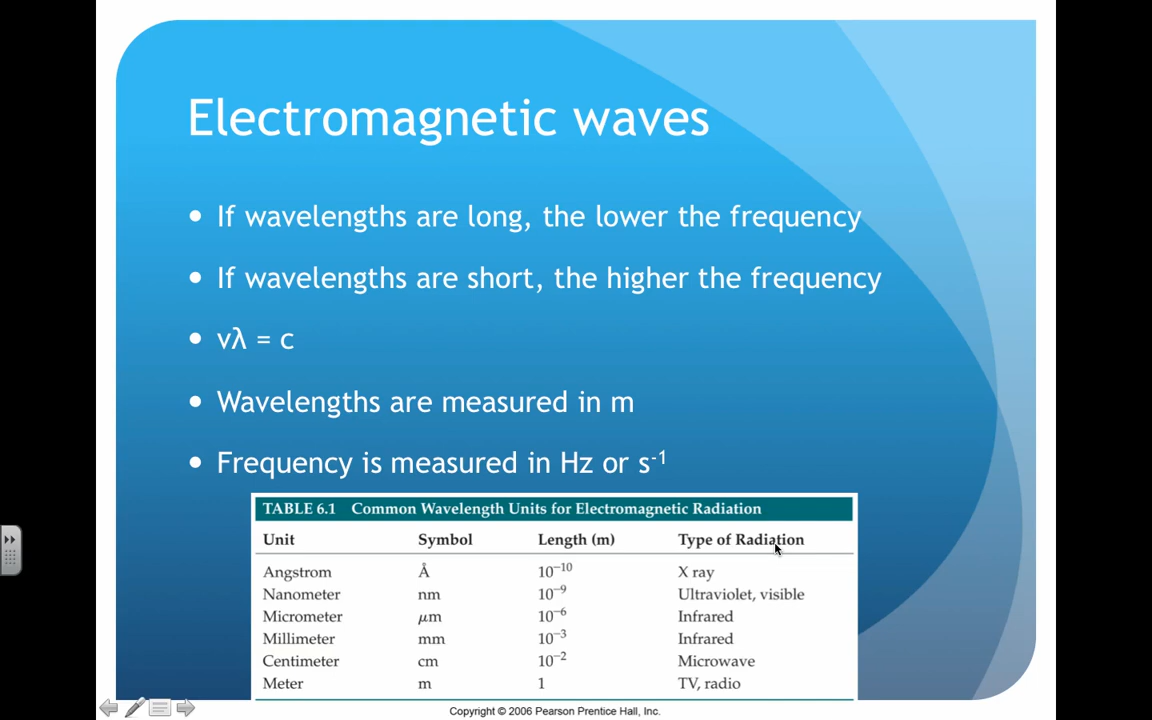 Electromagnetic waves
• If wavelengths are long, the lower the frequency
• If wavelengths are short, the higher the frequency
• νλ = c
• Wavelengths are measured in m
• Frequency is measured in Hz or s⁻¹
TABLE 6.1 Common Wavelength Units for Electromagnetic Radiation
Unit Symbol Length (m) Type of Radiation
Angstrom Å 10⁻¹⁰ X ray
Nanometer nm 10⁻⁹ Ultraviolet, visible
Micrometer μm 10⁻⁶ Infrared
Millimeter mm 10⁻³ Infrared
Centimeter cm 10⁻² Microwave
Meter m 1 TV, radio
Copyright © 2006 Pearson Prentice Hall, Inc.